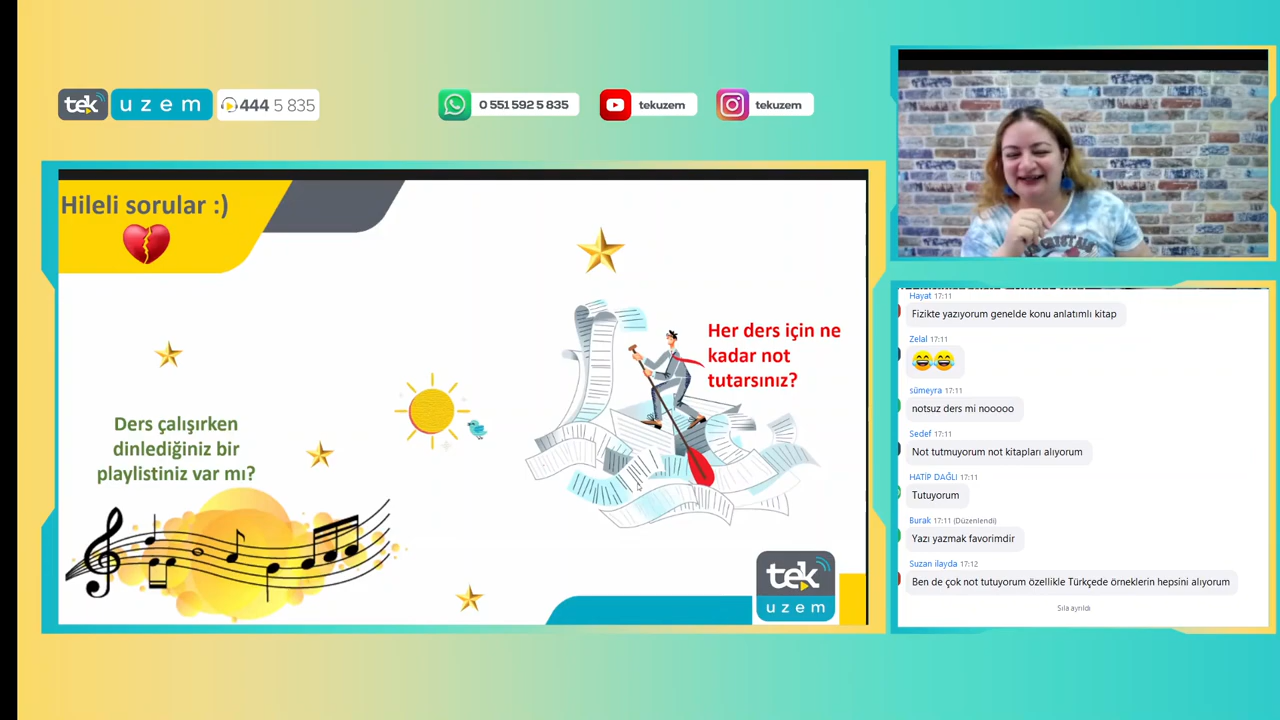 tek uzem 444 5 835
0 551 592 5 835
tekuzem
tekuzem
Hileli sorular :)
Her ders için ne
kadar not
tutarsınız?
Ders çalışırken
dinlediğiniz bir
playlistiniz var mı?
tek
uzem
Hayat 17:11
Fizikte yazıyorum genelde konu anlatımlı kitap
Zelal 17:11
😂😂
sümeyra 17:11
notsuz ders mi nooooo
Sedef 17:11
Not tutmuyorum not kitapları alıyorum
HATİP DAĞLI 17:11
Tutuyorum
Burak 17:11 (Düzenlendi)
Yazı yazmak favorimdir
Suzan ilayda 17:12
Ben de çok not tutuyorum özellikle Türkçede örneklerin hepsini alıyorum
Sıla ayrıldı